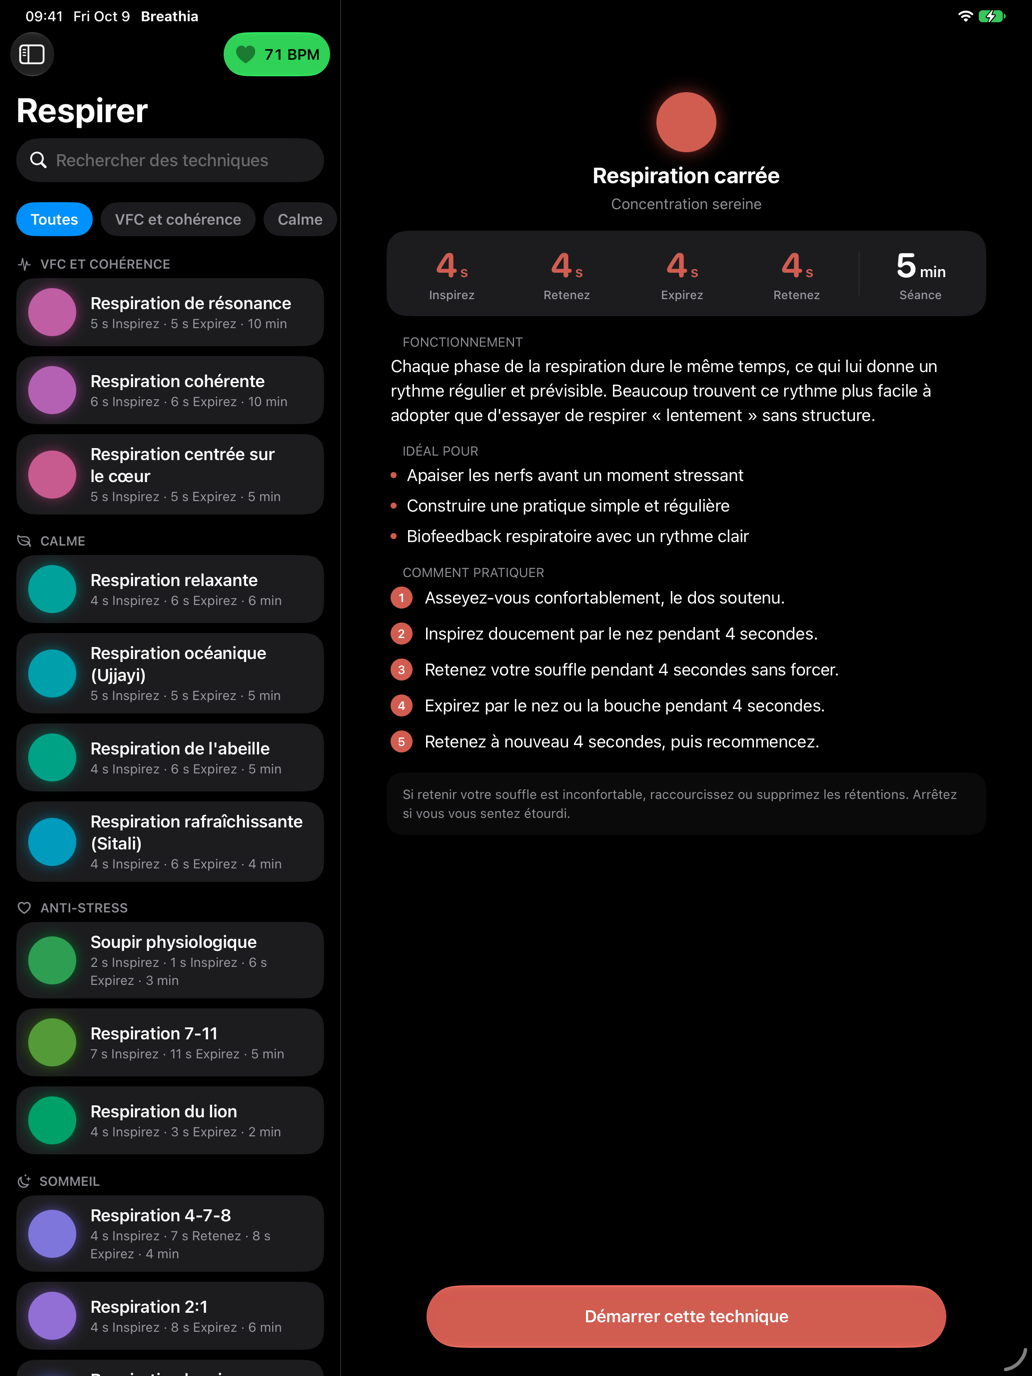 09:41 Fri Oct 9 Breathia
71 BPM
Respirer
Rechercher des techniques
Toutes
VFC et cohérence
Calme
VFC ET COHÉRENCE
Respiration de résonance
5 s Inspirez · 5 s Expirez · 10 min
Respiration cohérente
6 s Inspirez · 6 s Expirez · 10 min
Respiration centrée sur
le cœur
5 s Inspirez · 5 s Expirez · 5 min
CALME
Respiration relaxante
4 s Inspirez · 6 s Expirez · 6 min
Respiration océanique
(Ujjayi)
5 s Inspirez · 5 s Expirez · 5 min
Respiration de l'abeille
4 s Inspirez · 6 s Expirez · 5 min
Respiration rafraîchissante
(Sitali)
4 s Inspirez · 6 s Expirez · 4 min
ANTI-STRESS
Soupir physiologique
2 s Inspirez · 1 s Inspirez · 6 s
Expirez · 3 min
Respiration 7-11
7 s Inspirez · 11 s Expirez · 5 min
Respiration du lion
4 s Inspirez · 3 s Expirez · 2 min
SOMMEIL
Respiration 4-7-8
4 s Inspirez · 7 s Retenez · 8 s
Expirez · 4 min
Respiration 2:1
4 s Inspirez · 8 s Expirez · 6 min
Respiration carrée
Concentration sereine
4 s 4 s 4 s 4 s 5 min
Inspirez Retenez Expirez Retenez Séance
FONCTIONNEMENT
Chaque phase de la respiration dure le même temps, ce qui lui donne un
rythme régulier et prévisible. Beaucoup trouvent ce rythme plus facile à
adopter que d'essayer de respirer « lentement » sans structure.
IDÉAL POUR
• Apaiser les nerfs avant un moment stressant
• Construire une pratique simple et régulière
• Biofeedback respiratoire avec un rythme clair
COMMENT PRATIQUER
1 Asseyez-vous confortablement, le dos soutenu.
2 Inspirez doucement par le nez pendant 4 secondes.
3 Retenez votre souffle pendant 4 secondes sans forcer.
4 Expirez par le nez ou la bouche pendant 4 secondes.
5 Retenez à nouveau 4 secondes, puis recommencez.
Si retenir votre souffle est inconfortable, raccourcissez ou supprimez les rétentions. Arrêtez
si vous vous sentez étourdi.
Démarrer cette technique